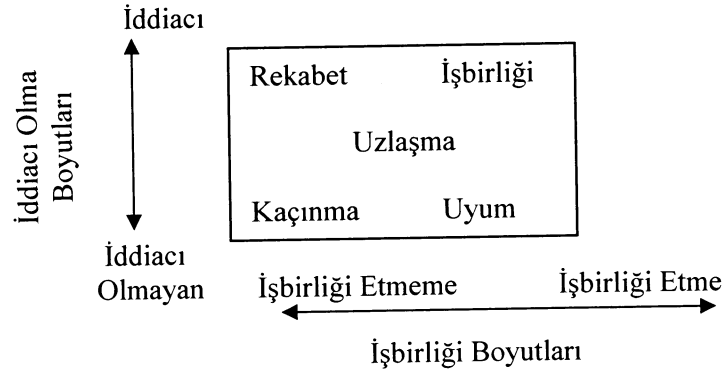 İddiacı
İddiacı Olma
Boyutları
Rekabet
İşbirliği
Uzlaşma
Kaçınma
Uyum
İddiacı
Olmayan
İşbirliği Etmeme
İşbirliği Etme
İşbirliği Boyutları